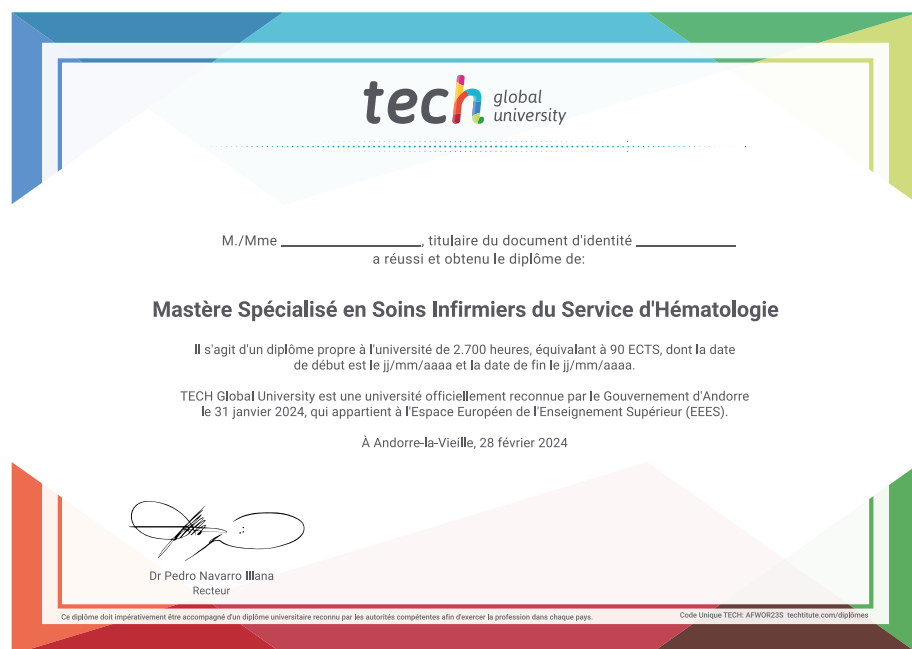 tech global
university
M./Mme ____________________, titulaire du document d'identité ______________
a réussi et obtenu le diplôme de:
Mastère Spécialisé en Soins Infirmiers du Service d'Hématologie
Il s'agit d'un diplôme propre à l'université de 2.700 heures, équivalant à 90 ECTS, dont la date
de début est le jj/mm/aaaa et la date de fin le jj/mm/aaaa.
TECH Global University est une université officiellement reconnue par le Gouvernement d'Andorre
le 31 janvier 2024, qui appartient à l'Espace Européen de l'Enseignement Supérieur (EEES).
À Andorre-la-Vieille, 28 février 2024
Dr Pedro Navarro Illana
Recteur
Ce diplôme doit impérativement être accompagné d'un diplôme universitaire reconnu par les autorités compétentes afin d'exercer la profession dans chaque pays.
Code Unique TECH: AFWOR23S techtitute.com/diplômes